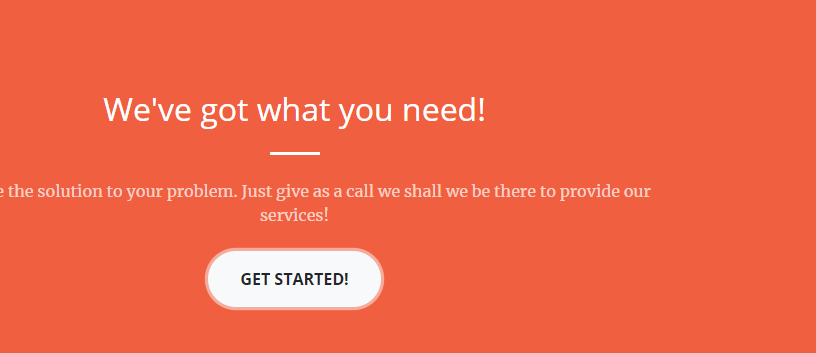 We've got what you need!
the solution to your problem. Just give as a call we shall we be there to provide our
services!
GET STARTED!